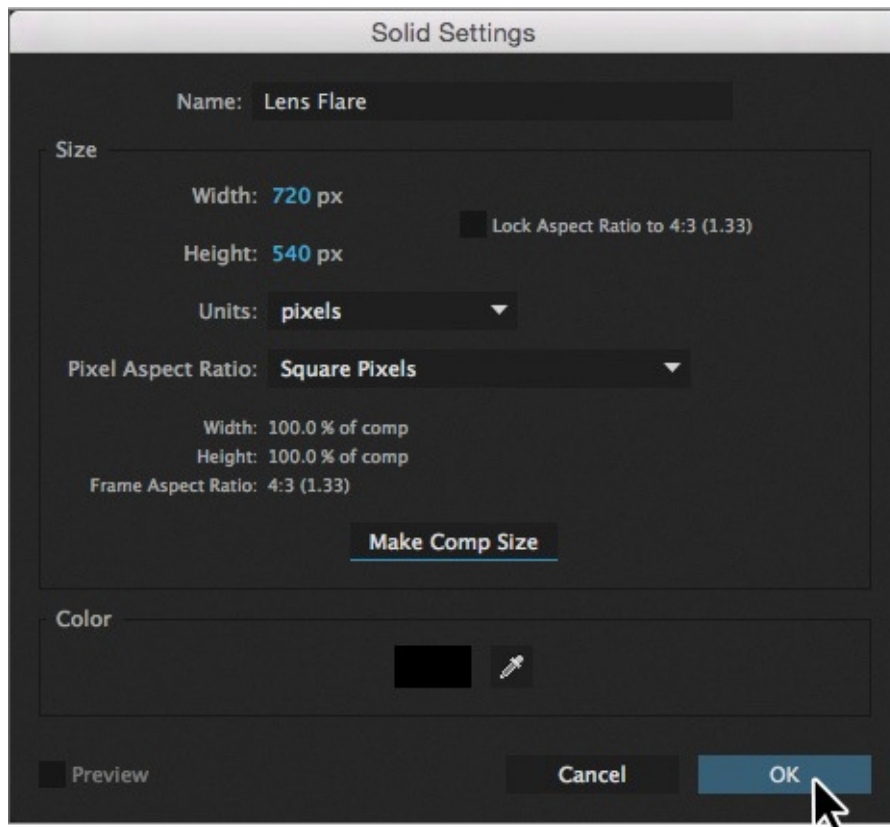 Solid Settings
Name: Lens Flare
Size
Width: 720 px
Lock Aspect Ratio to 4:3 (1.33)
Height: 540 px
Units: pixels
Pixel Aspect Ratio: Square Pixels
Width: 100.0 % of comp
Height: 100.0 % of comp
Frame Aspect Ratio: 4:3 (1.33)
Make Comp Size
Color
Preview Cancel OK